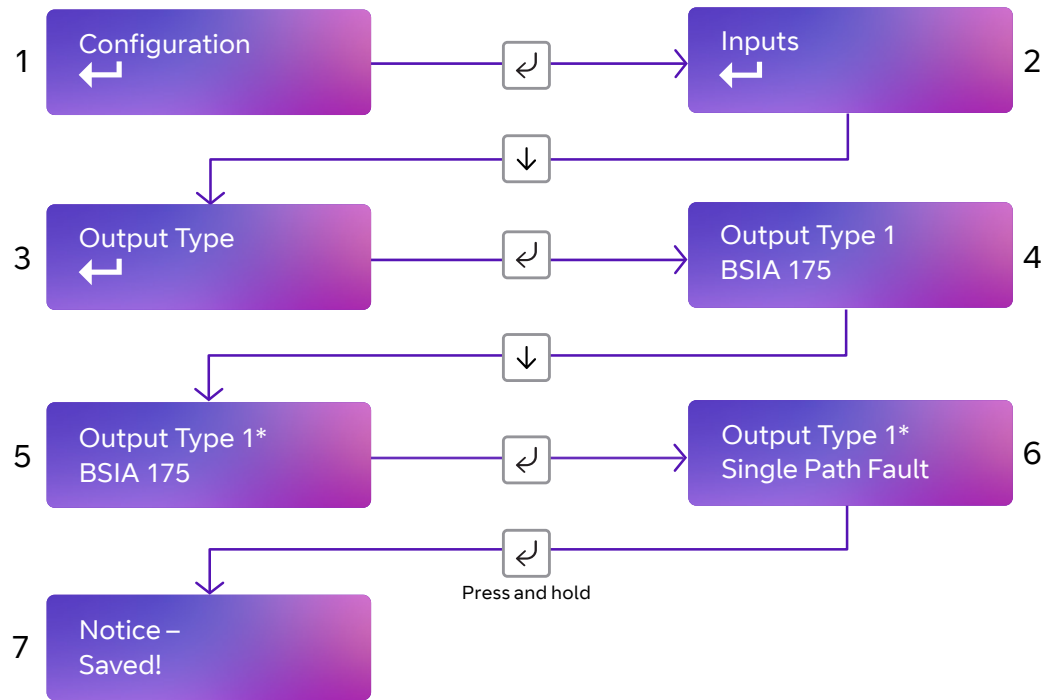 1
Configuration
Inputs
2
3
Output Type
Output Type 1
BSIA 175
4
5
Output Type 1*
BSIA 175
Output Type 1*
Single Path Fault
6
Press and hold
7
Notice –
Saved!